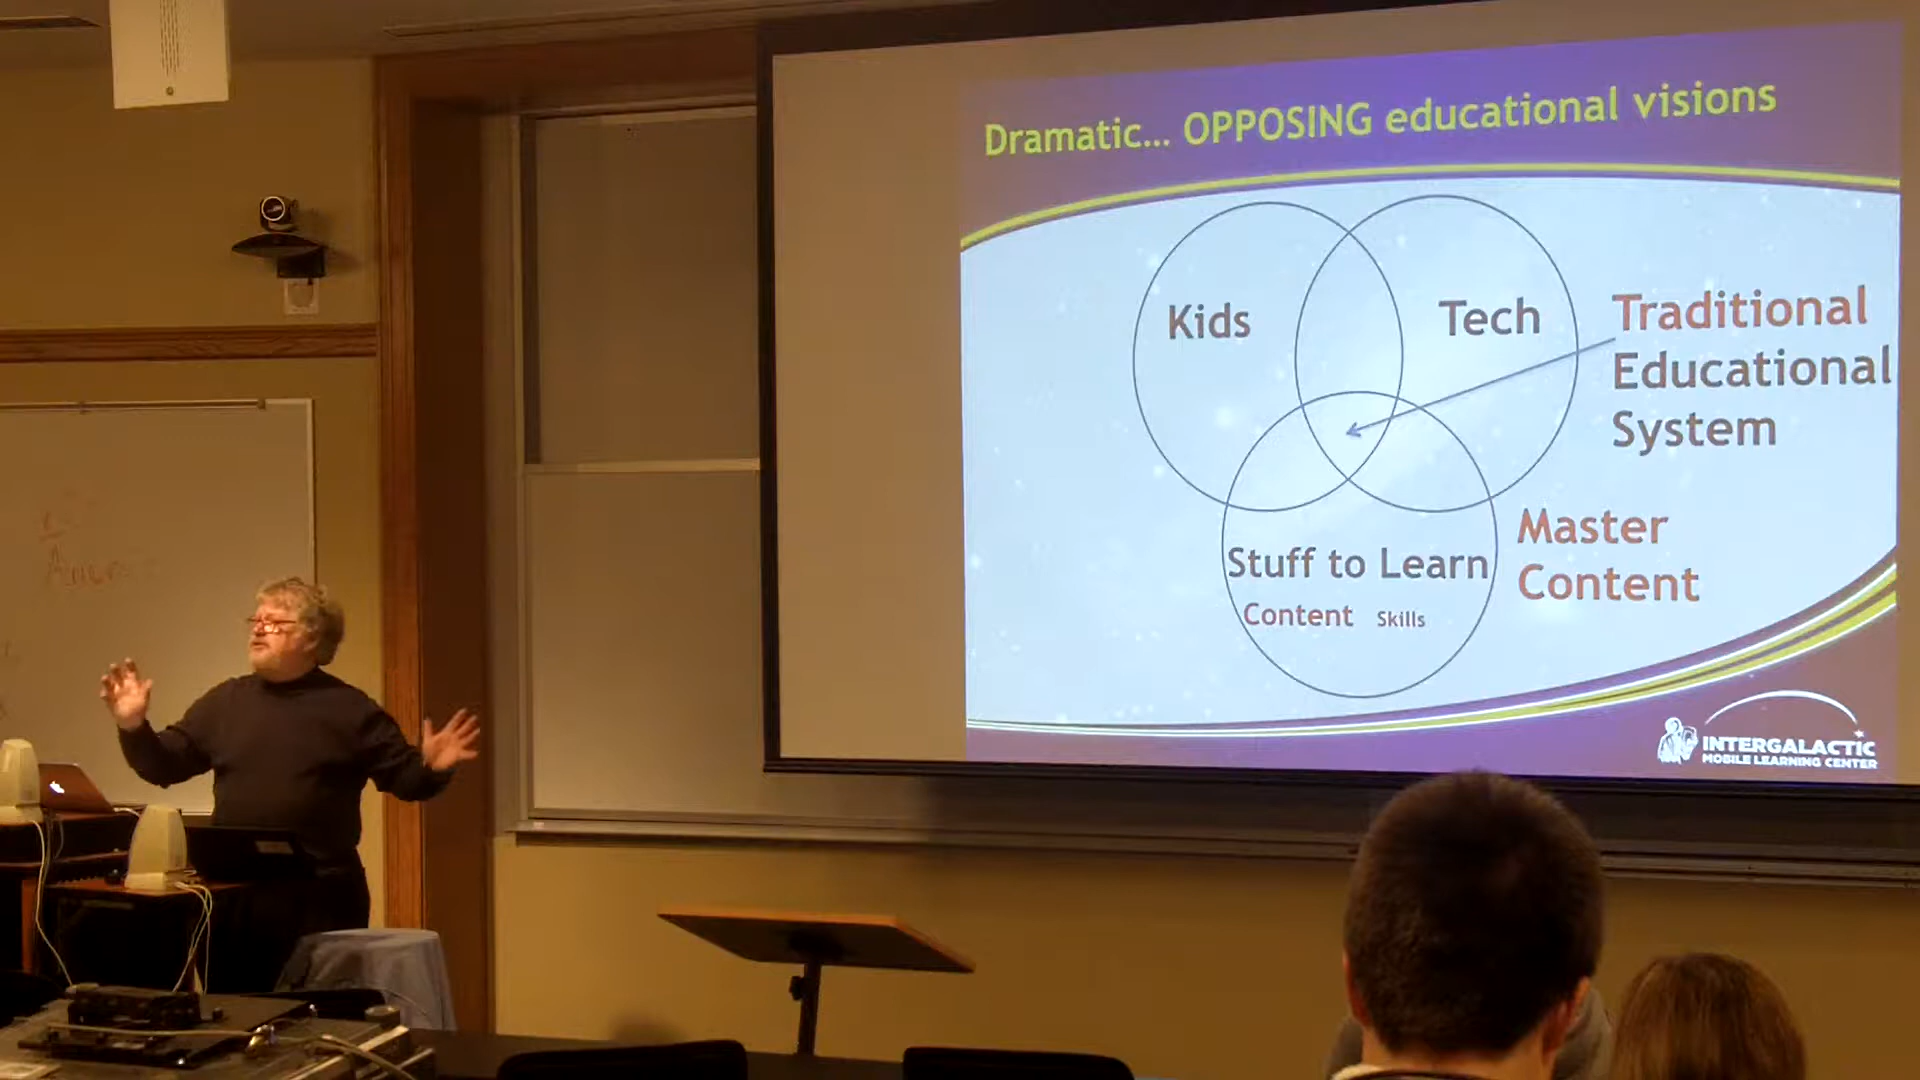 Dramatic... OPPOSING educational visions
Kids
Tech
Traditional
Educational
System
Master
Content
Stuff to Learn
Content Skills
INTERGALACTIC
MOBILE LEARNING CENTER